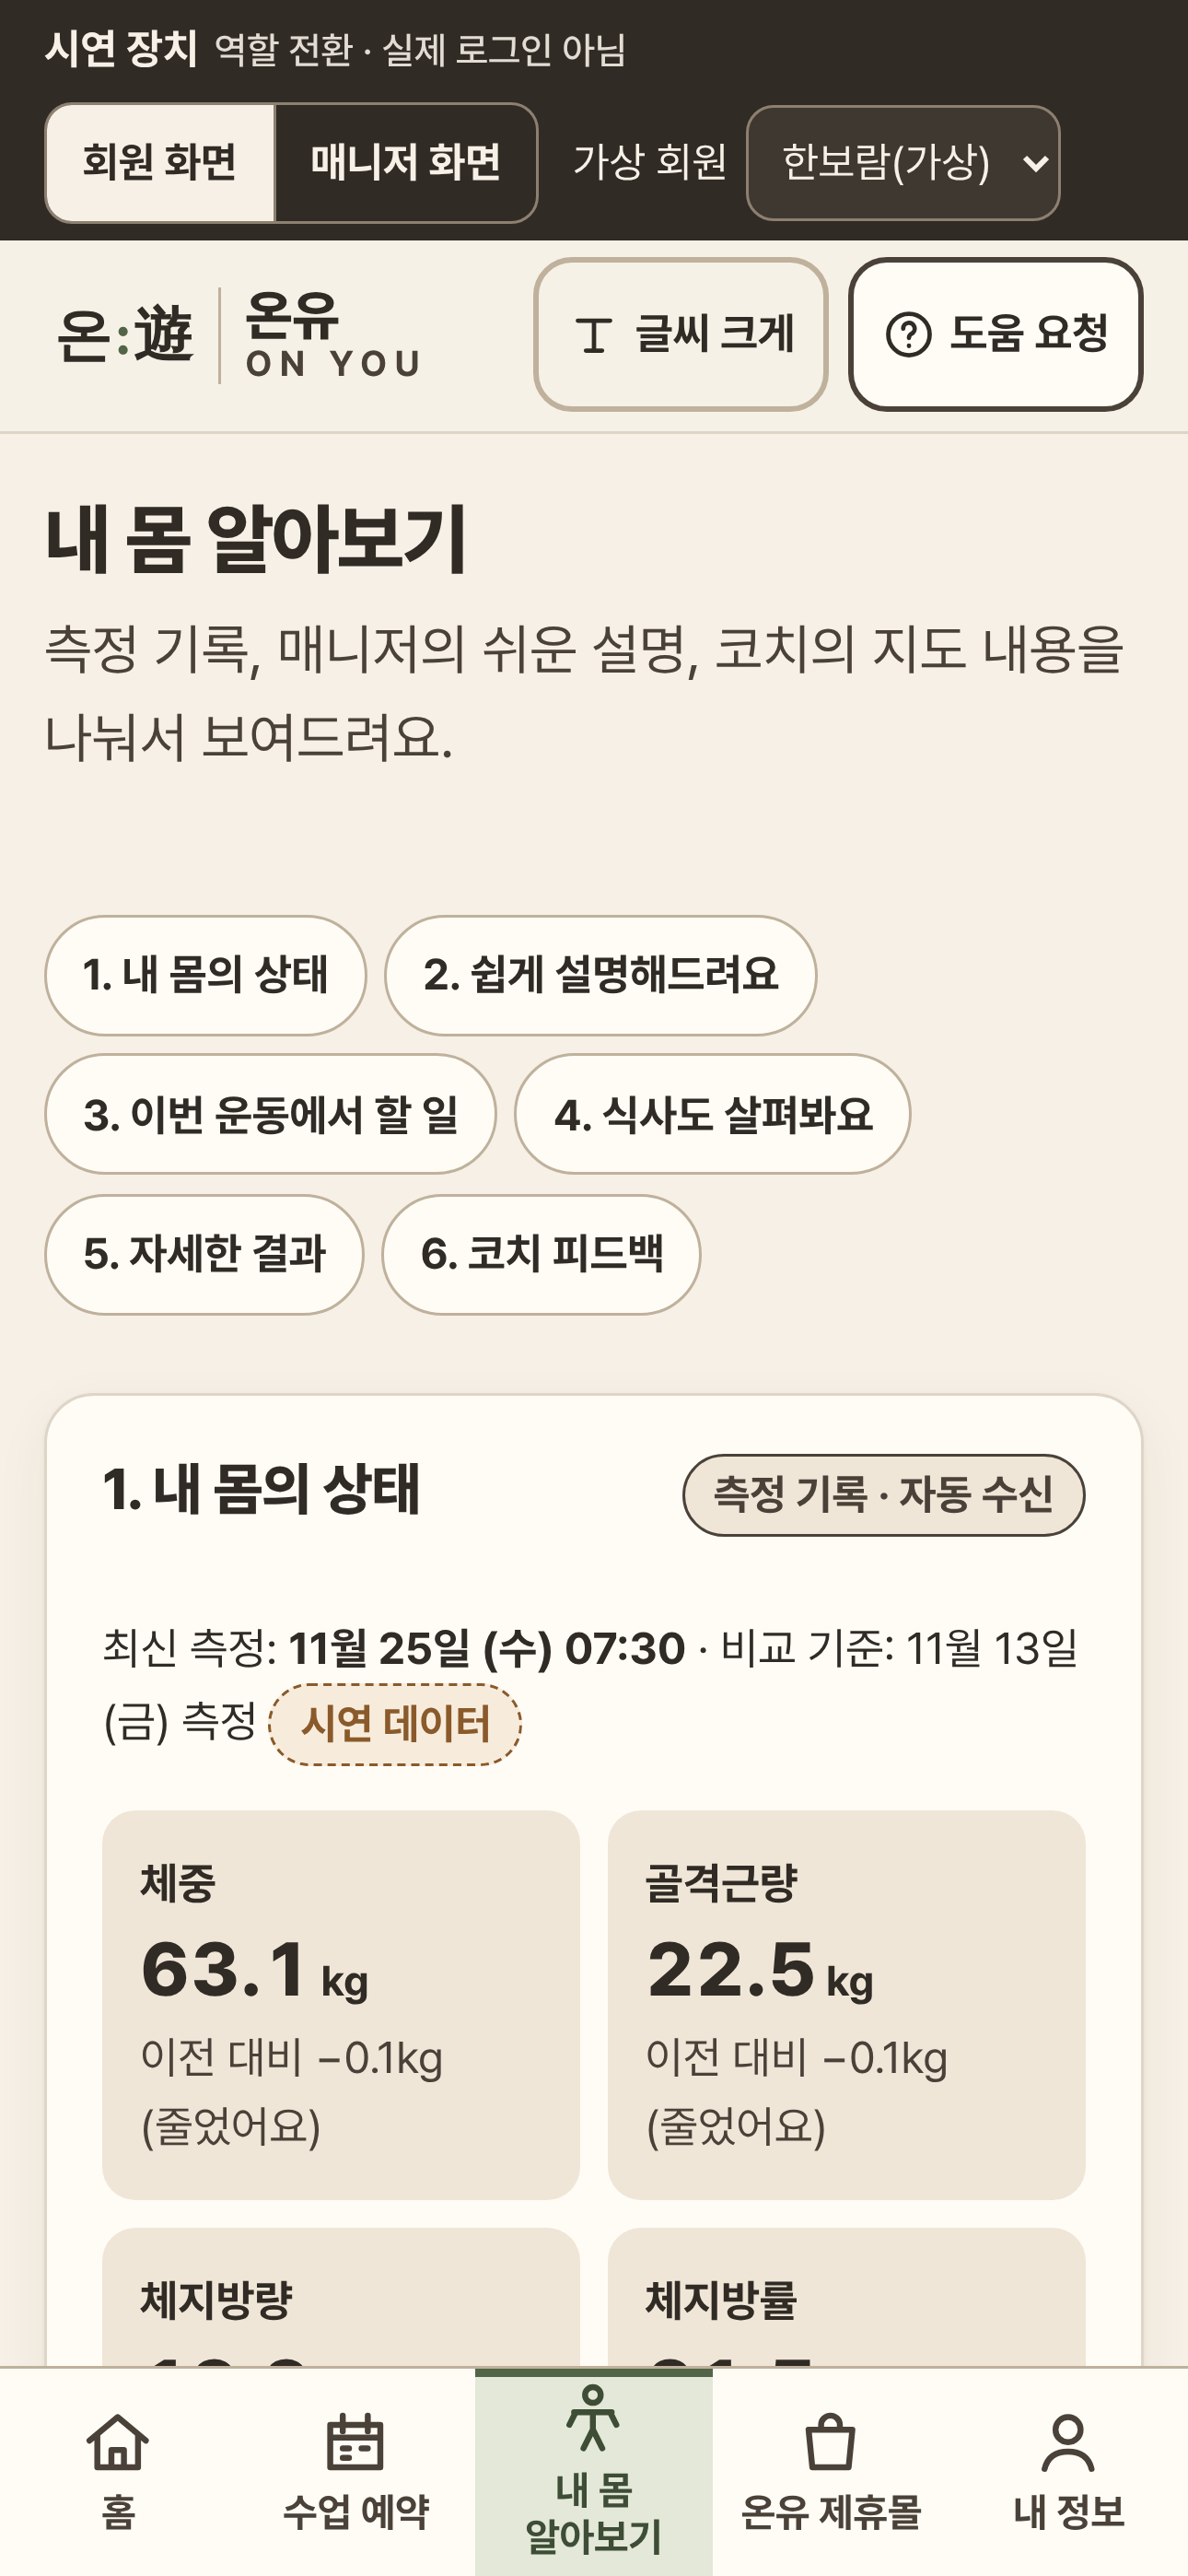 시연 장치 역할 전환 · 실제 로그인 아님
회원 화면 매니저 화면 가상 회원 한보람(가상)
온:遊 온유 ON YOU 글씨 크게 도움 요청
내 몸 알아보기
측정 기록, 매니저의 쉬운 설명, 코치의 지도 내용을
나눠서 보여드려요.
1. 내 몸의 상태 2. 쉽게 설명해드려요
3. 이번 운동에서 할 일 4. 식사도 살펴봐요
5. 자세한 결과 6. 코치 피드백
1. 내 몸의 상태 측정 기록 · 자동 수신
최신 측정: 11월 25일 (수) 07:30 · 비교 기준: 11월 13일
(금) 측정 시연 데이터
체중 골격근량
63.1 kg 22.5 kg
이전 대비 −0.1kg 이전 대비 −0.1kg
(줄었어요) (줄었어요)
체지방량 체지방률
홈 수업 예약 내 몸 알아보기 온유 제휴몰 내 정보